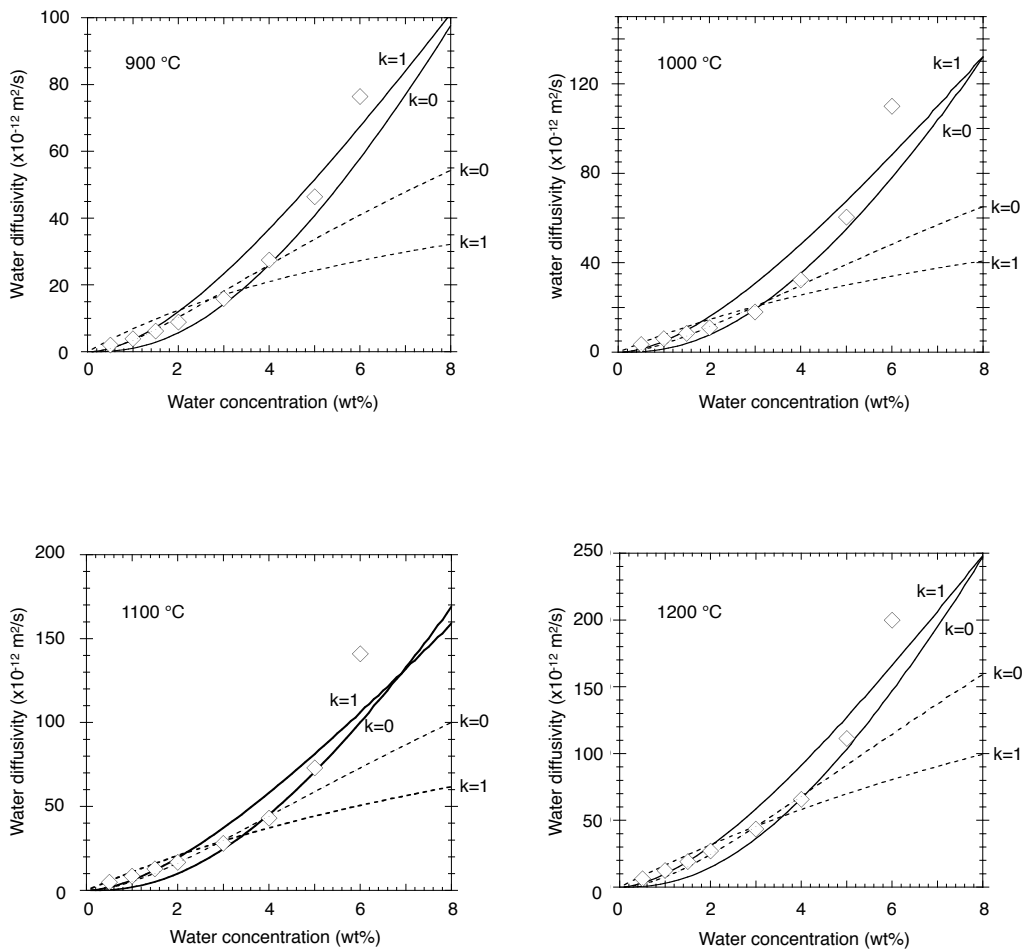 100
80
60
40
20
0
0 2 4 6 8
900 °C
k=1
k=0
k=0
k=1
Water diffusivity (x10⁻¹² m²/s)
Water concentration (wt%)
120
80
40
0
0 2 4 6 8
1000 °C
k=1
k=0
k=0
k=1
water diffusivity (x10⁻¹² m²/s)
Water concentration (wt%)
200
150
100
50
0
0 2 4 6 8
1100 °C
k=1
k=0
k=0
k=1
Water diffusivity (x10⁻¹² m²/s)
Water concentration (wt%)
250
200
150
100
50
0
0 2 4 6 8
1200 °C
k=1
k=0
k=0
k=1
Water diffusivity (x10⁻¹² m²/s)
Water concentration (wt%)